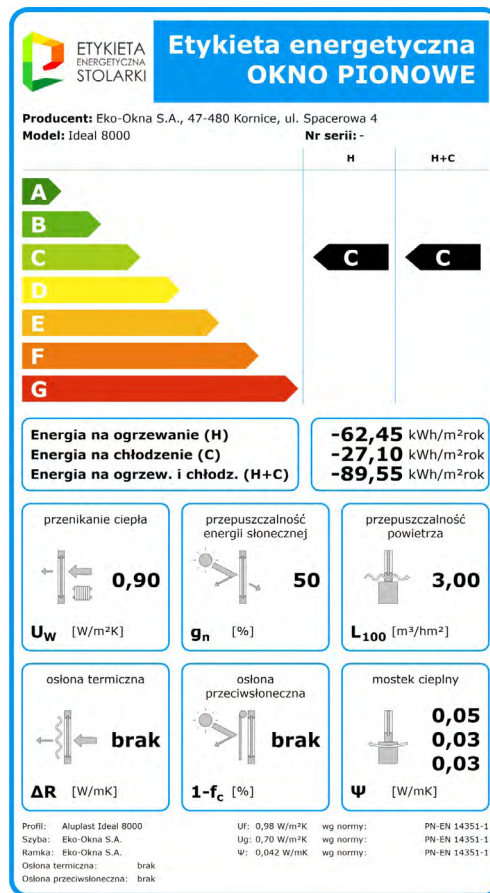 ETYKIETA
ENERGETYCZNA
STOLARKI
Etykieta energetyczna
OKNO PIONOWE
Producent: Eko-Okna S.A., 47-480 Kornice, ul. Spacerowa 4
Model: Ideal 8000 Nr serii: -
H H+C
A
B
C C C
D
E
F
G
Energia na ogrzewanie (H) -62,45 kWh/m²rok
Energia na chłodzenie (C) -27,10 kWh/m²rok
Energia na ogrzew. i chłodz. (H+C) -89,55 kWh/m²rok
przenikanie ciepła
0,90
Uw [W/m²K]
przepuszczalność
energii słonecznej
50
gn [%]
przepuszczalność
powietrza
3,00
L100 [m³/hm²]
osłona termiczna
brak
ΔR [W/mK]
osłona
przeciwsłoneczna
brak
1-fc [%]
mostek cieplny
0,05
0,03
0,03
Ψ [W/mK]
Profil: Aluplast Ideal 8000 Uf: 0,98 W/m²K wg normy: PN-EN 14351-1
Szyba: Eko-Okna S.A. Ug: 0,70 W/m²K wg normy: PN-EN 14351-1
Ramka: Eko-Okna S.A. Ψ: 0,042 W/mK wg normy: PN-EN 14351-1
Osłona termiczna: brak
Osłona przeciwsłoneczna: brak